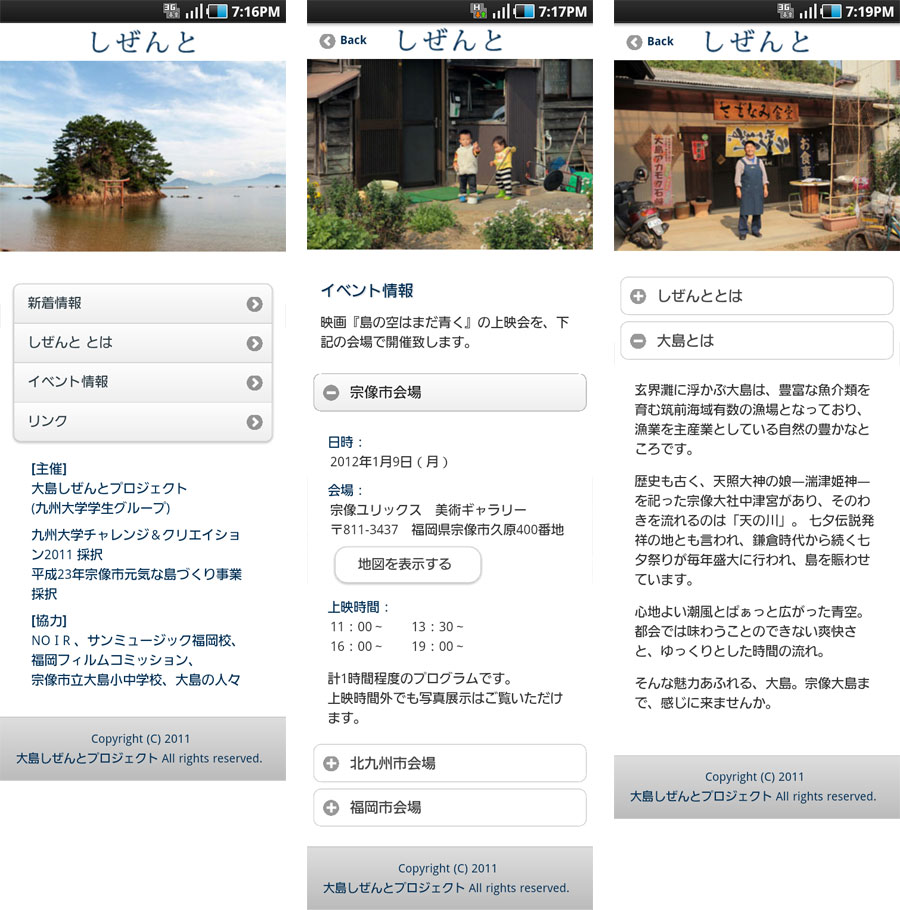 3G
7:16PM
しぜんと
新着情報
しぜんと とは
イベント情報
リンク
[主催]
大島しぜんとプロジェクト
(九州大学学生グループ)
九州大学チャレンジ＆クリエイショ
ン2011 採択
平成23年宗像市元気な島づくり事業
採択
[協力]
NO I R 、サンミュージック福岡校、
福岡フィルムコミッション、
宗像市立大島小中学校、大島の人々
Copyright (C) 2011
大島しぜんとプロジェクト All rights reserved.
H
7:17PM
Back
しぜんと
イベント情報
映画『島の空はまだ青く』の上映会を、下
記の会場で開催致します。
宗像市会場
日時：
2012年1月9日（月）
会場：
宗像ユリックス　美術ギャラリー
〒811-3437　福岡県宗像市久原400番地
地図を表示する
上映時間：
11：00～　　13：30～
16：00～　　19：00～
計1時間程度のプログラムです。
上映時間外でも写真展示はご覧いただけ
ます。
北九州市会場
福岡市会場
Copyright (C) 2011
大島しぜんとプロジェクト All rights reserved.
3G
7:19PM
Back
しぜんと
さざなみ食堂
お食事
しぜんととは
大島とは
玄界灘に浮かぶ大島は、豊富な魚介類を
育む筑前海域有数の漁場となっており、
漁業を主産業としている自然の豊かなと
ころです。
歴史も古く、天照大神の娘―湍津姫神―
を祀った宗像大社中津宮があり、そのわ
きを流れるのは「天の川」。 七夕伝説発
祥の地とも言われ、鎌倉時代から続く七
夕祭りが毎年盛大に行われ、島を賑わせ
ています。
心地よい潮風とぱぁっと広がった青空。
都会では味わうことのできない爽快さ
と、ゆっくりとした時間の流れ。
そんな魅力あふれる、大島。宗像大島ま
で、感じに来ませんか。
Copyright (C) 2011
大島しぜんとプロジェクト All rights reserved.